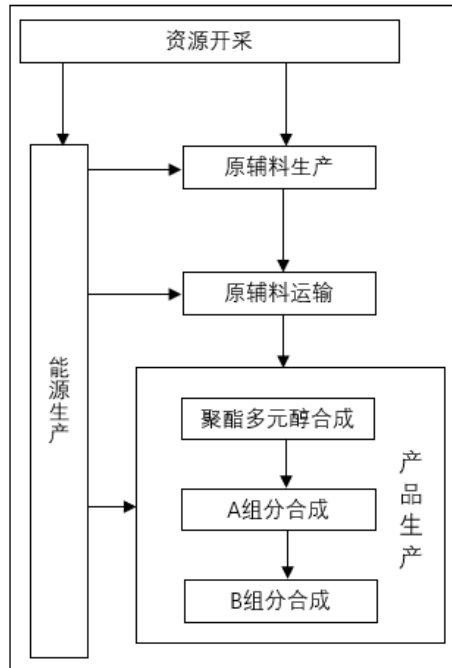 资源开采
原辅料生产
原辅料运输
能源生产
聚酯多元醇合成
A组分合成
B组分合成
产品生产